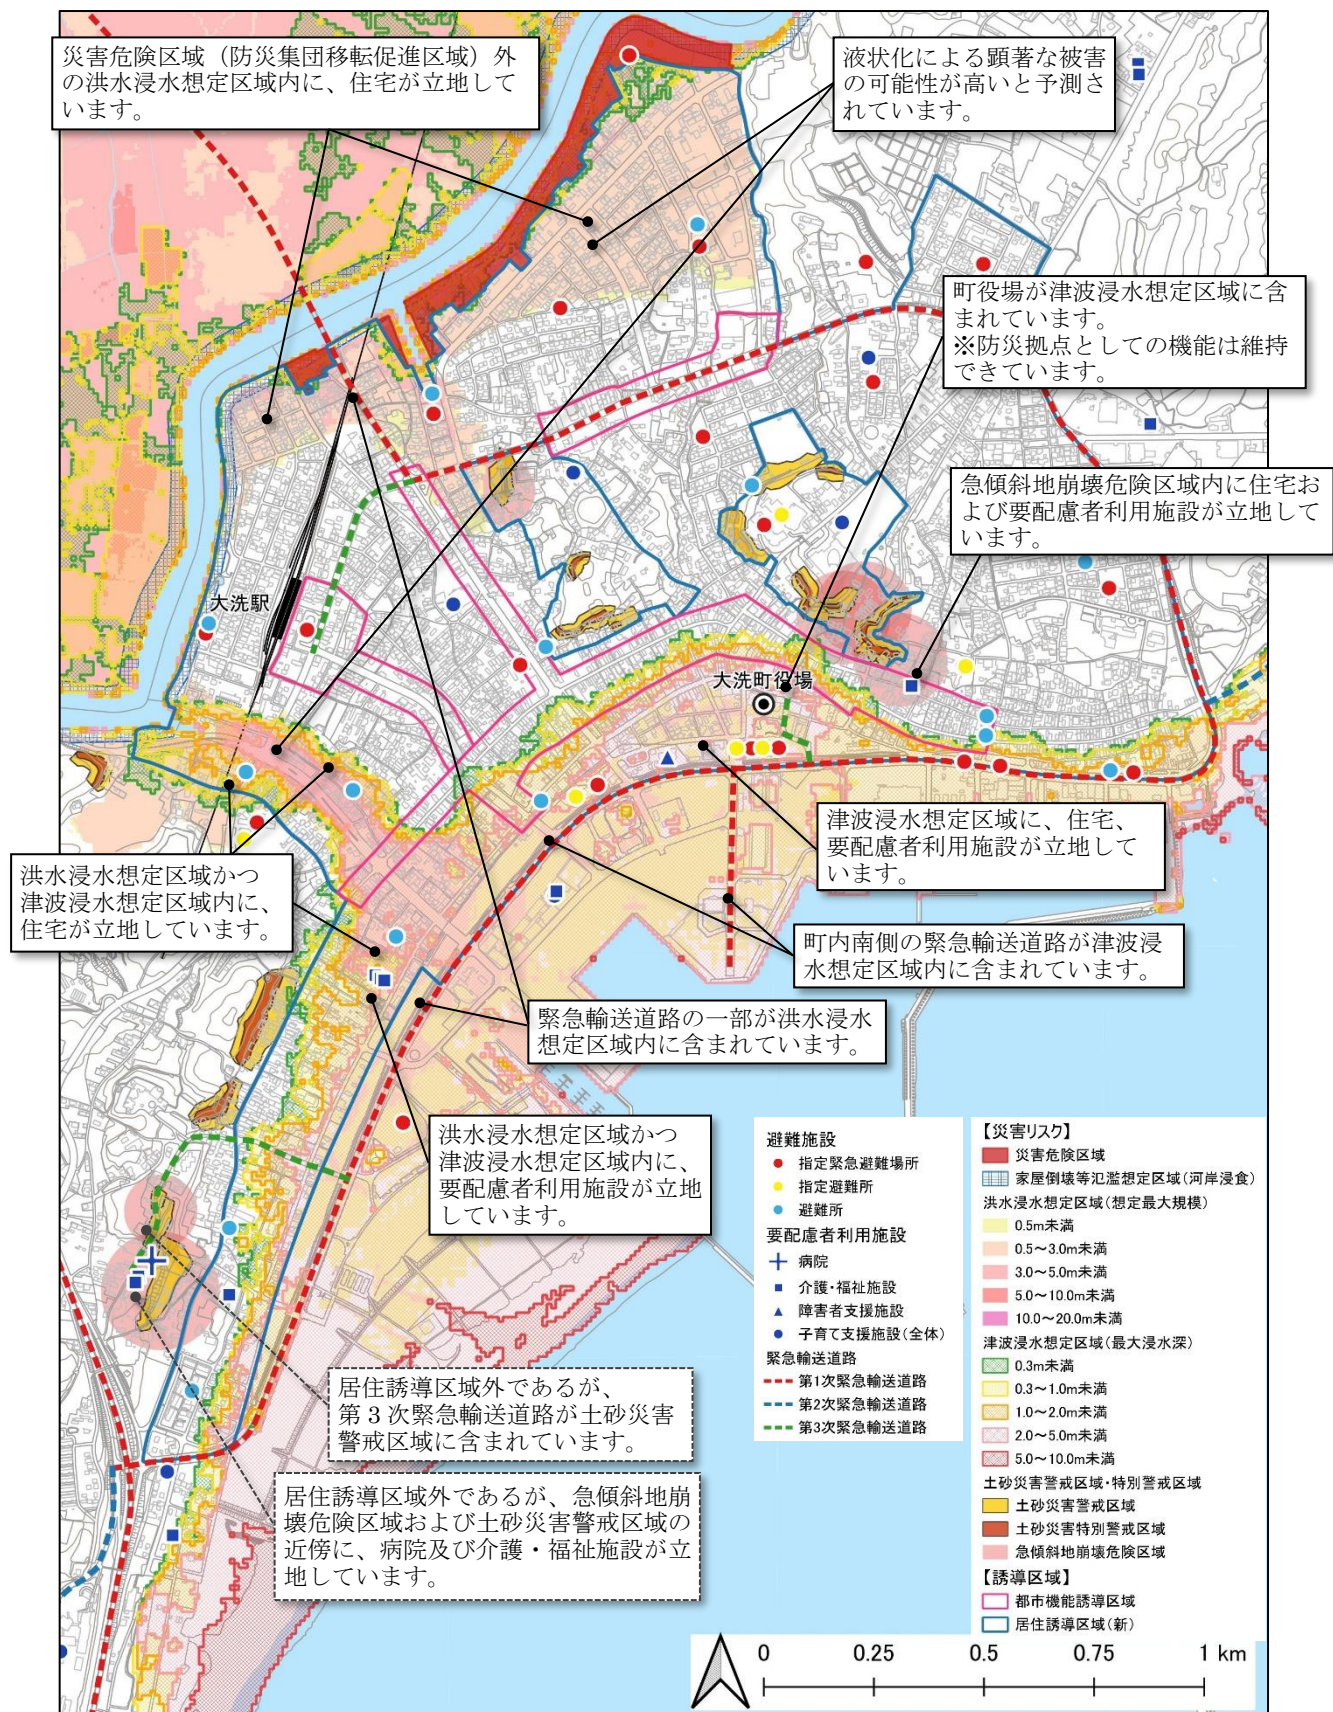 災害危険区域（防災集団移転促進区域）外
の洪水浸水想定区域内に、住宅が立地して
います。
液状化による顕著な被害
の可能性が高いと予測さ
れています。
町役場が津波浸水想定区域に含
まれています。
※防災拠点としての機能は維持
できています。
急傾斜地崩壊危険区域内に住宅お
よび要配慮者利用施設が立地して
います。
大洗駅
大洗町役場
津波浸水想定区域に、住宅、
要配慮者利用施設が立地して
います。
洪水浸水想定区域かつ
津波浸水想定区域内に、
住宅が立地しています。
町内南側の緊急輸送道路が津波浸
水想定区域内に含まれています。
緊急輸送道路の一部が洪水浸水
想定区域内に含まれています。
洪水浸水想定区域かつ
津波浸水想定区域内に、
要配慮者利用施設が立地
しています。
居住誘導区域外であるが、
第３次緊急輸送道路が土砂災害
警戒区域に含まれています。
居住誘導区域外であるが、急傾斜地崩
壊危険区域および土砂災害警戒区域の
近傍に、病院及び介護・福祉施設が立
地しています。
避難施設
指定緊急避難場所
指定避難所
避難所
要配慮者利用施設
病院
介護・福祉施設
障害者支援施設
子育て支援施設(全体)
緊急輸送道路
第1次緊急輸送道路
第2次緊急輸送道路
第3次緊急輸送道路
【災害リスク】
災害危険区域
家屋倒壊等氾濫想定区域(河岸浸食)
洪水浸水想定区域(想定最大規模)
0.5m未満
0.5～3.0m未満
3.0～5.0m未満
5.0～10.0m未満
10.0～20.0m未満
津波浸水想定区域(最大浸水深)
0.3m未満
0.3～1.0m未満
1.0～2.0m未満
2.0～5.0m未満
5.0～10.0m未満
土砂災害警戒区域・特別警戒区域
土砂災害警戒区域
土砂災害特別警戒区域
急傾斜地崩壊危険区域
【誘導区域】
都市機能誘導区域
居住誘導区域(新)
0 0.25 0.5 0.75 1 km